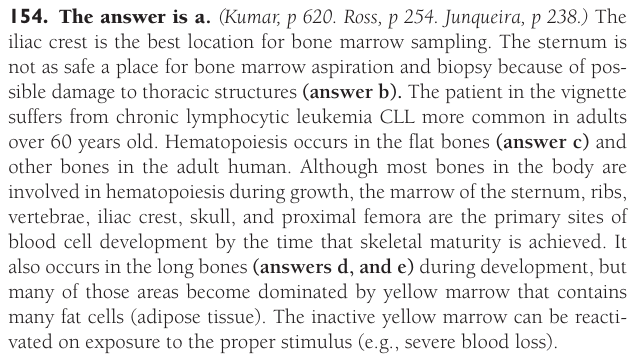 154. The answer is a. (Kumar, p 620. Ross, p 254. Junqueira, p 238.) The
iliac crest is the best location for bone marrow sampling. The sternum is
not as safe a place for bone marrow aspiration and biopsy because of pos-
sible damage to thoracic structures (answer b). The patient in the vignette
suffers from chronic lymphocytic leukemia CLL more common in adults
over 60 years old. Hematopoiesis occurs in the flat bones (answer c) and
other bones in the adult human. Although most bones in the body are
involved in hematopoiesis during growth, the marrow of the sternum, ribs,
vertebrae, iliac crest, skull, and proximal femora are the primary sites of
blood cell development by the time that skeletal maturity is achieved. It
also occurs in the long bones (answers d, and e) during development, but
many of those areas become dominated by yellow marrow that contains
many fat cells (adipose tissue). The inactive yellow marrow can be reacti-
vated on exposure to the proper stimulus (e.g., severe blood loss).